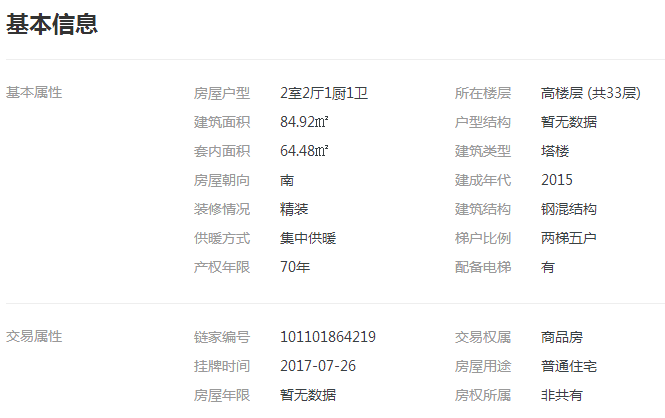 基本信息
基本属性 房屋户型 2室2厅1厨1卫 所在楼层 高楼层 (共33层)
建筑面积 84.92㎡ 户型结构 暂无数据
套内面积 64.48㎡ 建筑类型 塔楼
房屋朝向 南 建成年代 2015
装修情况 精装 建筑结构 钢混结构
供暖方式 集中供暖 梯户比例 两梯五户
产权年限 70年 配备电梯 有
交易属性 链家编号 101101864219 交易权属 商品房
挂牌时间 2017-07-26 房屋用途 普通住宅
房屋年限 暂无数据 房权所属 非共有